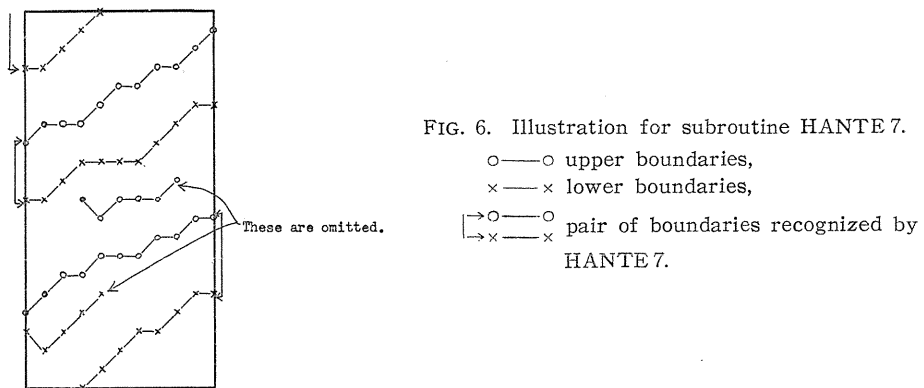 FIG. 6. Illustration for subroutine HANTE 7.
o——o upper boundaries,
×——× lower boundaries,
→o——o
→×——× pair of boundaries recognized by
HANTE 7.
These are omitted.